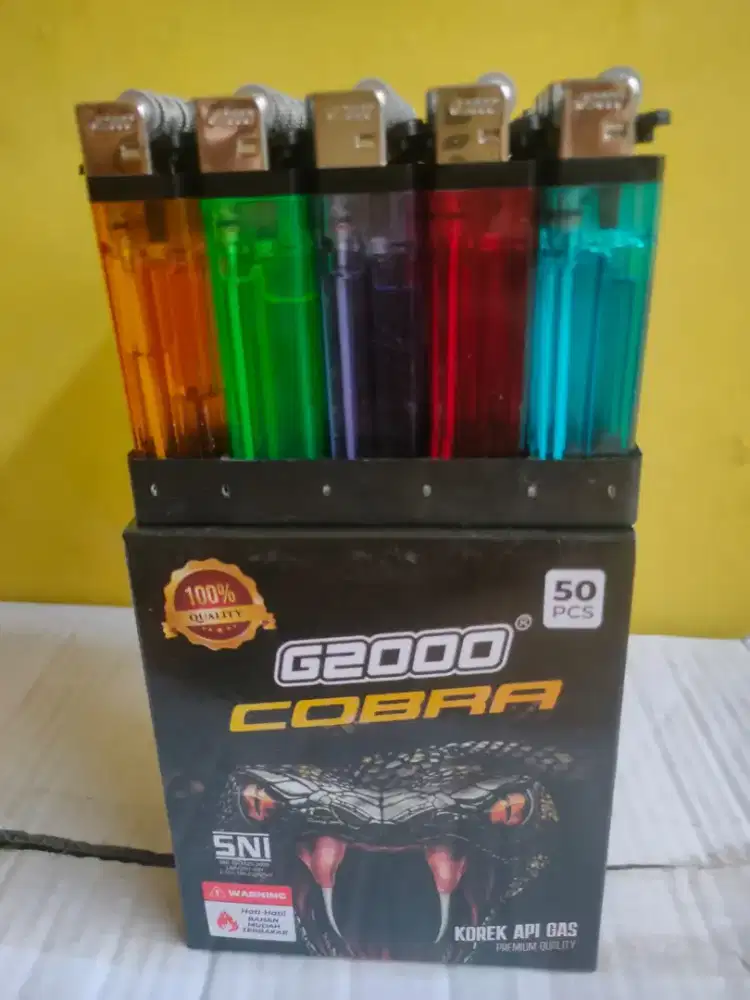 100%
QUALITY
50
PCS
G2000®
COBRA
SNI
WARNING
Hati-Hati!
BAHAN
MUDAH
TERBAKAR
KOREK API GAS
PREMIUM QUALITY